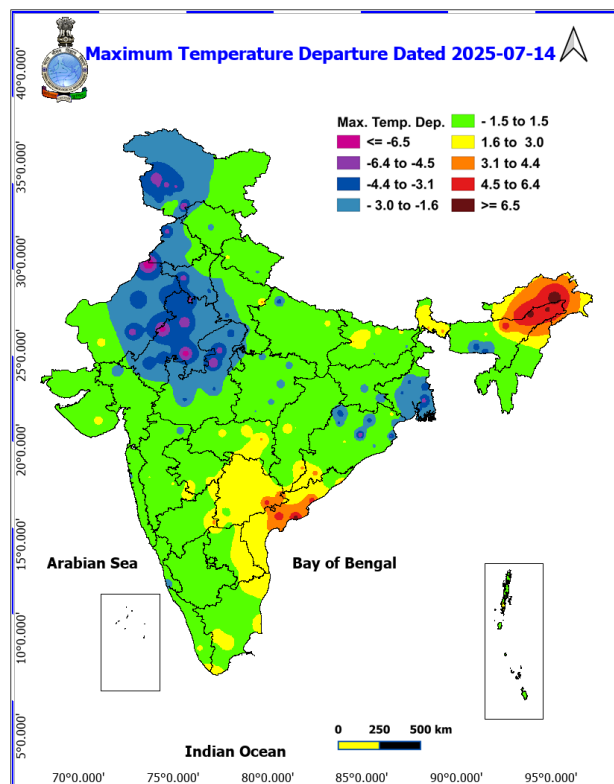 Maximum Temperature Departure Dated 2025-07-14
Max. Temp. Dep.
<= -6.5
-6.4 to -4.5
-4.4 to -3.1
- 3.0 to -1.6
- 1.5 to 1.5
1.6 to 3.0
3.1 to 4.4
4.5 to 6.4
>= 6.5
40°0.000'
35°0.000'
30°0.000'
25°0.000'
20°0.000'
15°0.000'
10°0.000'
5°0.000'
Arabian Sea
Bay of Bengal
Indian Ocean
0 250 500 km
70°0.000' 75°0.000' 80°0.000' 85°0.000' 90°0.000' 95°0.000'